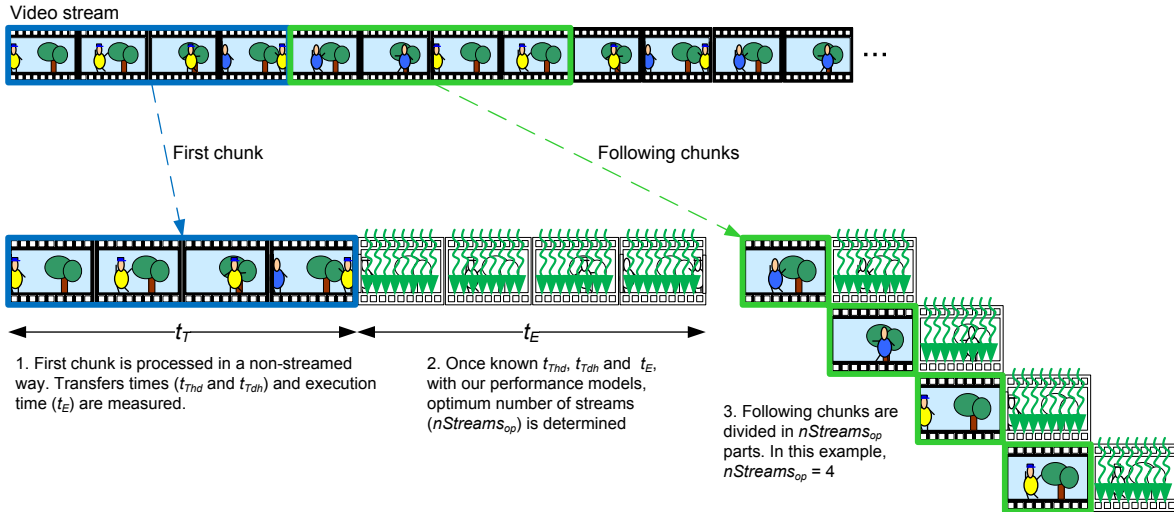 Video stream
...
First chunk
Following chunks
t_T
t_E
1. First chunk is processed in a non-streamed
way. Transfers times (t_Thd and t_Tdh) and execution
time (t_E) are measured.
2. Once known t_Thd, t_Tdh and t_E,
with our performance models,
optimum number of streams
(nStreams_op) is determined
3. Following chunks are
divided in nStreams_op
parts. In this example,
nStreams_op = 4